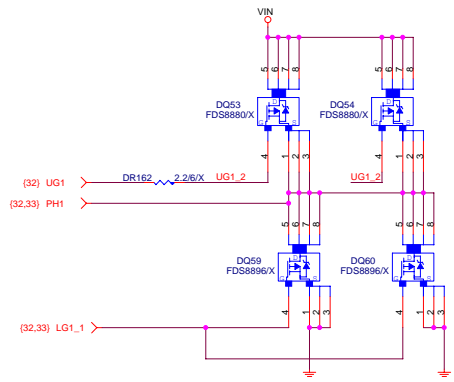 VIN
5 6 7 8 5 6 7 8
DQ53 D DQ54 D
FDS8880/X G S FDS8880/X G S
4 1 2 3 4 1 2 3
{32} UG1 DR162 2.2/6/X UG1_2 UG1_2
{32,33} PH1
5 6 7 8 5 6 7 8
DQ59 D DQ60 D
FDS8896/X G S FDS8896/X G S
4 1 2 3 4 1 2 3
{32,33} LG1_1